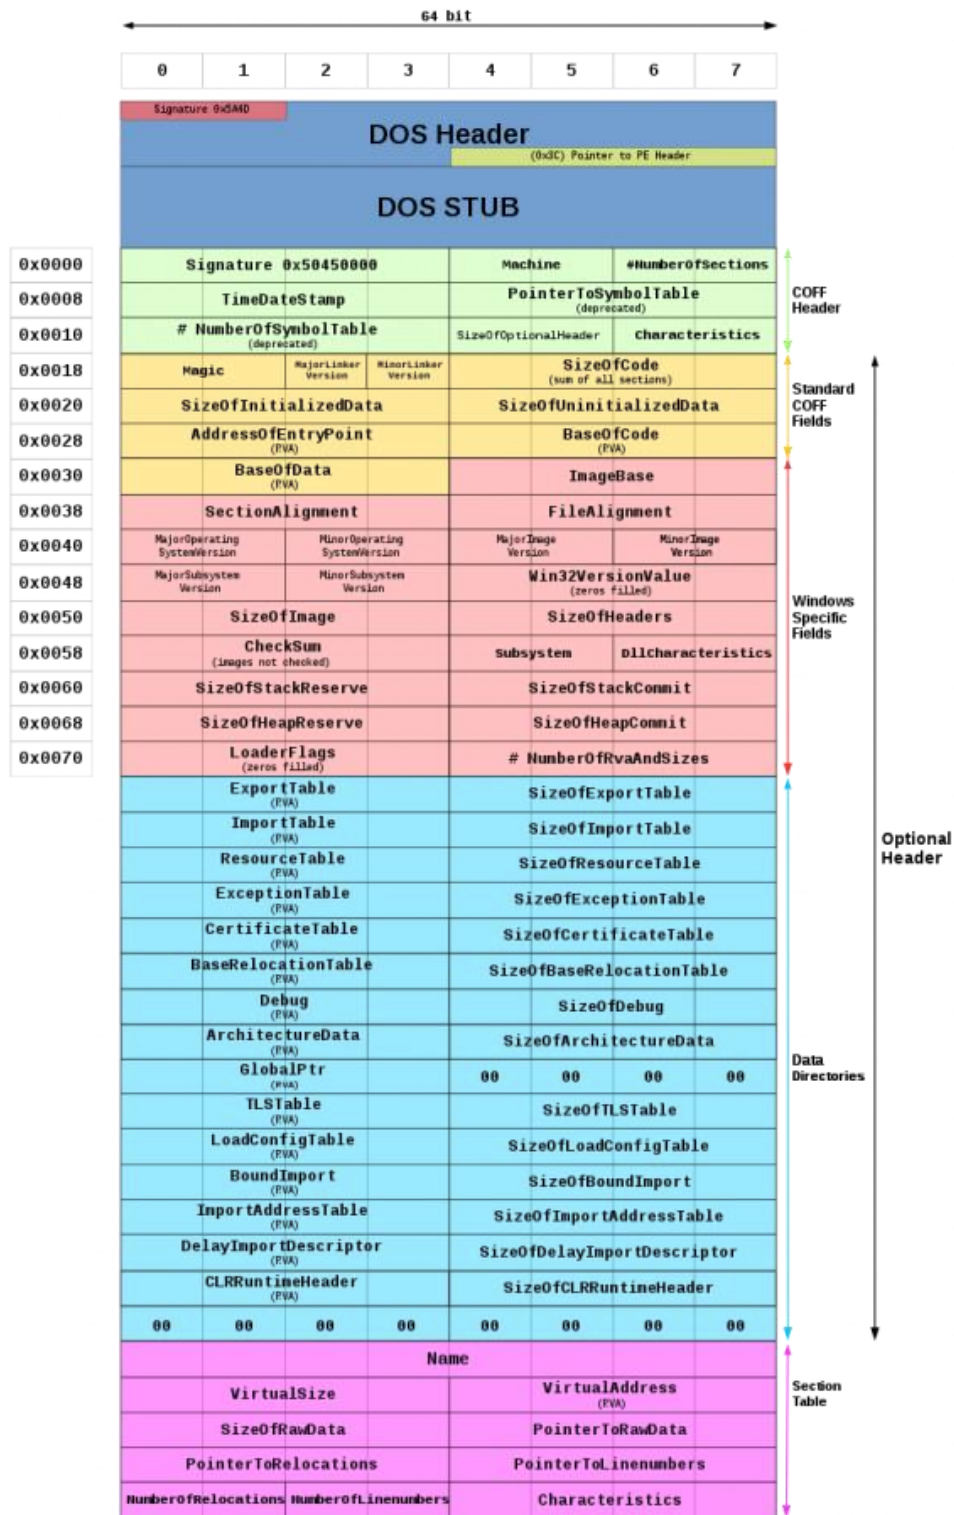 64 bit
0 1 2 3 4 5 6 7
Signature 0x5A4D
DOS Header
(0x3C) Pointer to PE Header
DOS STUB
0x0000 Signature 0x50450000 Machine #NumberOfSections
0x0008 TimeDateStamp PointerToSymbolTable
(deprecated)
COFF
Header
0x0010 # NumberOfSymbolTable SizeOfOptionalHeader Characteristics
(deprecated)
0x0018 Magic MajorLinker Version MinorLinker Version SizeOfCode
(sum of all sections)
Standard
COFF
Fields
0x0020 SizeOfInitializedData SizeOfUninitializedData
0x0028 AddressOfEntryPoint BaseOfCode
(RVA) (RVA)
0x0030 BaseOfData ImageBase
(RVA)
0x0038 SectionAlignment FileAlignment
0x0040 MajorOperating SystemVersion MinorOperating SystemVersion MajorImage Version MinorImage Version
0x0048 MajorSubsystem Version MinorSubsystem Version Win32VersionValue
(zeros filled)
Windows
Specific
Fields
0x0050 SizeOfImage SizeOfHeaders
0x0058 CheckSum Subsystem DllCharacteristics
(images not checked)
0x0060 SizeOfStackReserve SizeOfStackCommit
0x0068 SizeOfHeapReserve SizeOfHeapCommit
0x0070 LoaderFlags # NumberOfRvaAndSizes
(zeros filled)
ExportTable SizeOfExportTable
(RVA)
ImportTable SizeOfImportTable
(RVA)
Optional
Header
ResourceTable SizeOfResourceTable
(RVA)
ExceptionTable SizeOfExceptionTable
(RVA)
CertificateTable SizeOfCertificateTable
(RVA)
BaseRelocationTable SizeOfBaseRelocationTable
(RVA)
Debug SizeOfDebug
(RVA)
ArchitectureData SizeOfArchitectureData
(RVA)
Data
Directories
GlobalPtr 00 00 00 00
(RVA)
TLSTable SizeOfTLSTable
(RVA)
LoadConfigTable SizeOfLoadConfigTable
(RVA)
BoundImport SizeOfBoundImport
(RVA)
ImportAddressTable SizeOfImportAddressTable
(RVA)
DelayImportDescriptor SizeOfDelayImportDescriptor
(RVA)
CLRRuntimeHeader SizeOfCLRRuntimeHeader
(RVA)
00 00 00 00 00 00 00 00
Name
Section
Table
VirtualSize VirtualAddress
(RVA)
SizeOfRawData PointerToRawData
PointerToRelocations PointerToLinenumbers
NumberOfRelocations NumberOfLinenumbers Characteristics